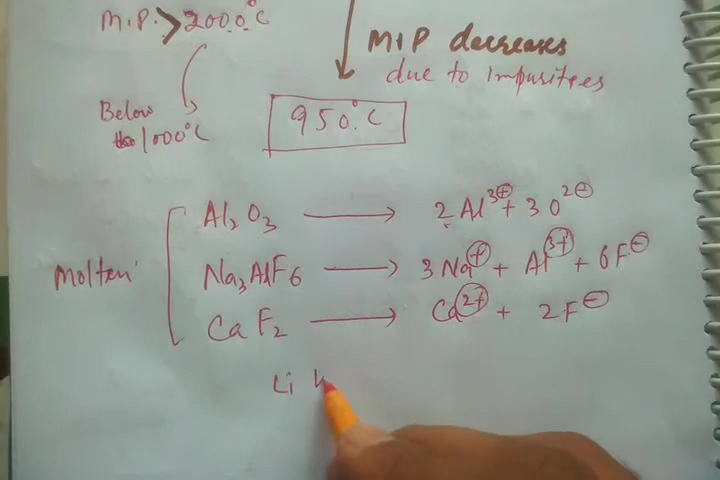 M.P. > 2000°C
M.P decreases
due to impurities
Below
1000°C
950°C
Al₂O₃ ⟶ 2Al³⁺ + 3O²⁻
Molten Na₃AlF₆ ⟶ 3Na⁺ + Al³⁺ + 6F⁻
CaF₂ ⟶ Ca²⁺ + 2F⁻
Li